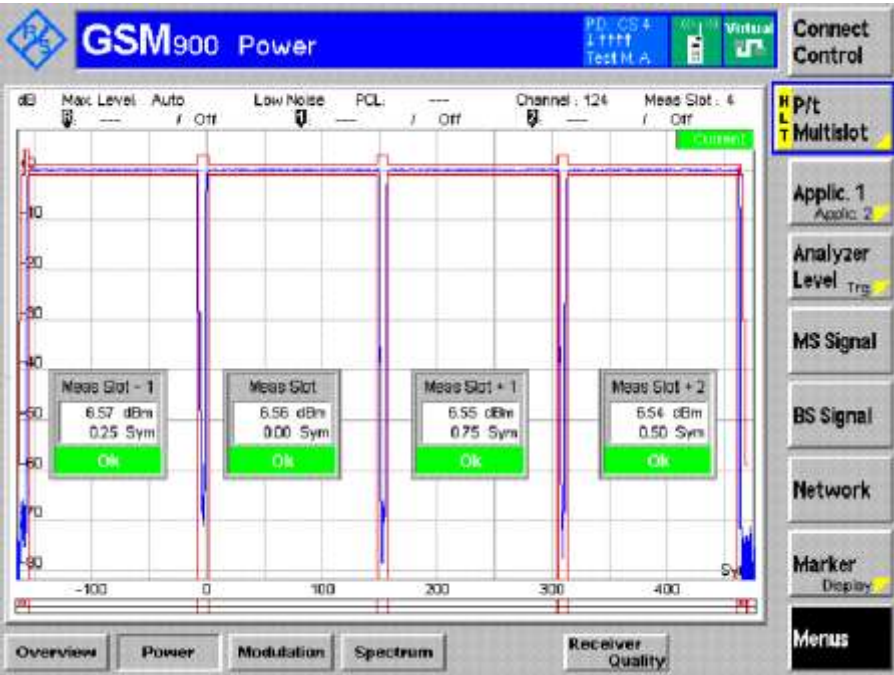 GSM900 Power
P.D. CS 4
Test M. A
Virtual
Connect
Control
dB Max. Level: Auto Low Noise PCL: --- Channel : 124 Meas Slot : 4
--- / Off --- / Off --- / Off
Current
H
L
T
P/t
Multislot
Applic. 1
Applic. 2
Analyzer
Level Trg.
MS Signal
BS Signal
Network
Marker
Display
Menus
-10
-20
-30
-40
-50
-60
-70
-80
Meas Slot - 1
6.57 dBm
0.25 Sym
Ok
Meas Slot
6.56 dBm
0.00 Sym
Ok
Meas Slot + 1
6.55 dBm
0.75 Sym
Ok
Meas Slot + 2
6.54 dBm
0.50 Sym
Ok
-100 0 100 200 300 400
Overview Power Modulation Spectrum Receiver
Quality